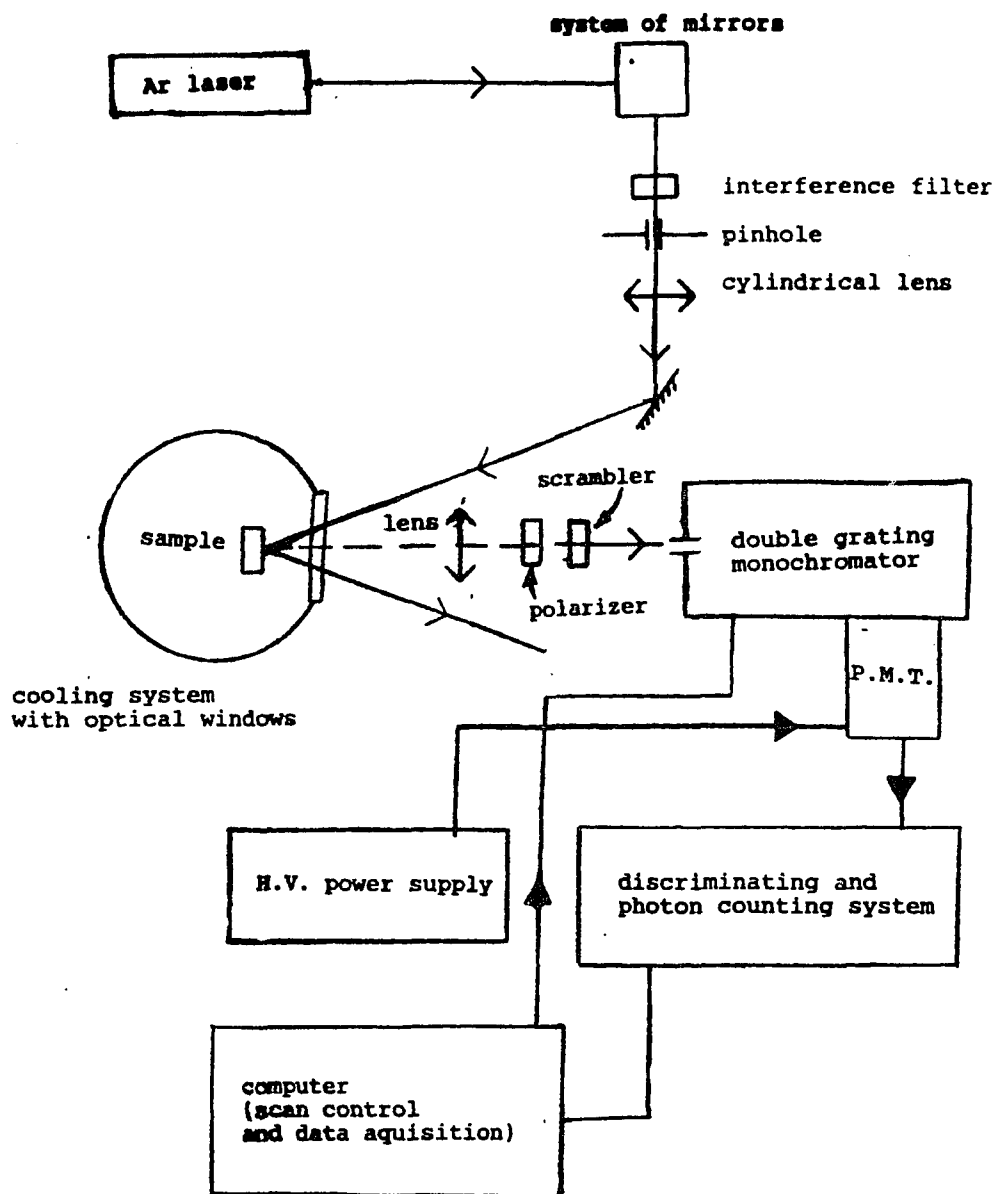 system of mirrors
Ar laser
interference filter
pinhole
cylindrical lens
scrambler
lens
sample
double grating
monochromator
polarizer
P.M.T.
cooling system
with optical windows
H.V. power supply
discriminating and
photon counting system
computer
(scan control
and data aquisition)